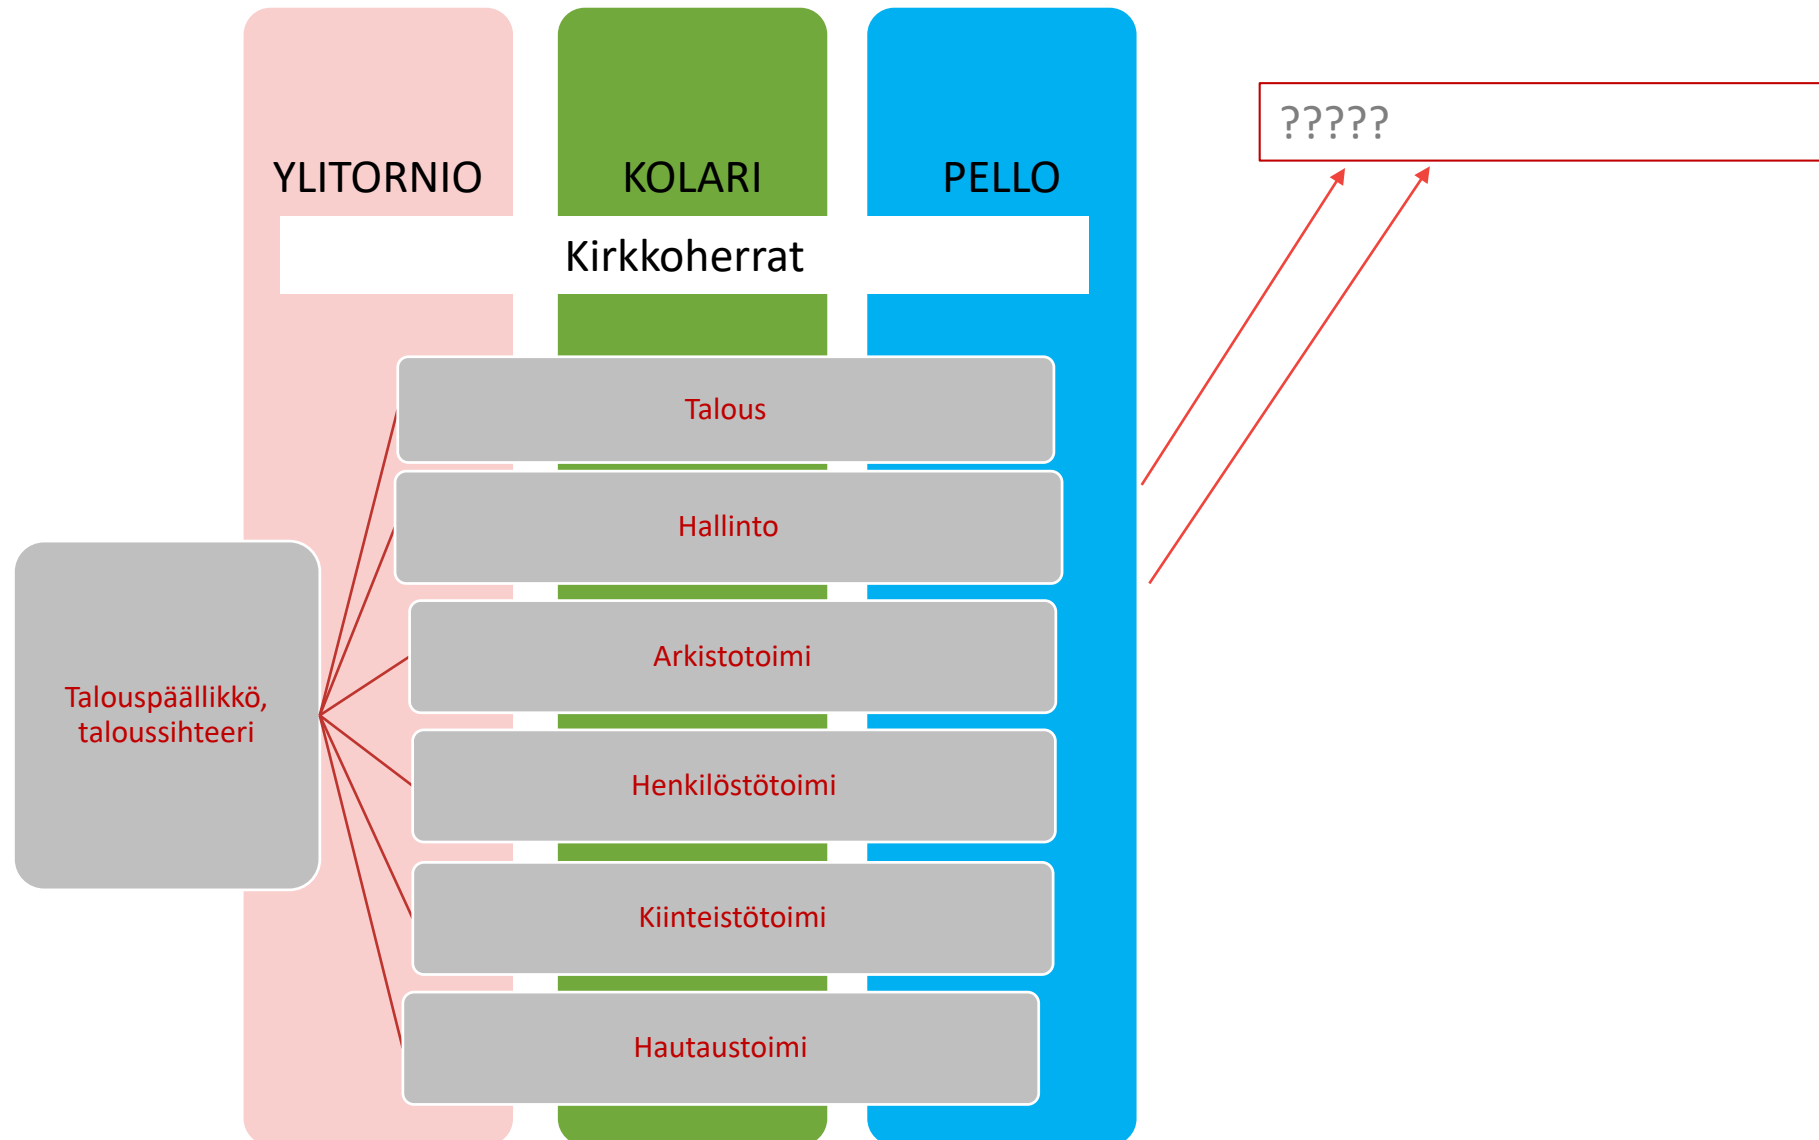 YLITORNIO
KOLARI
PELLO
?????
Kirkkoherrat
Talous
Hallinto
Arkistotoimi
Talouspäällikkö,
taloussihteeri
Henkilöstötoimi
Kiinteistötoimi
Hautaustoimi